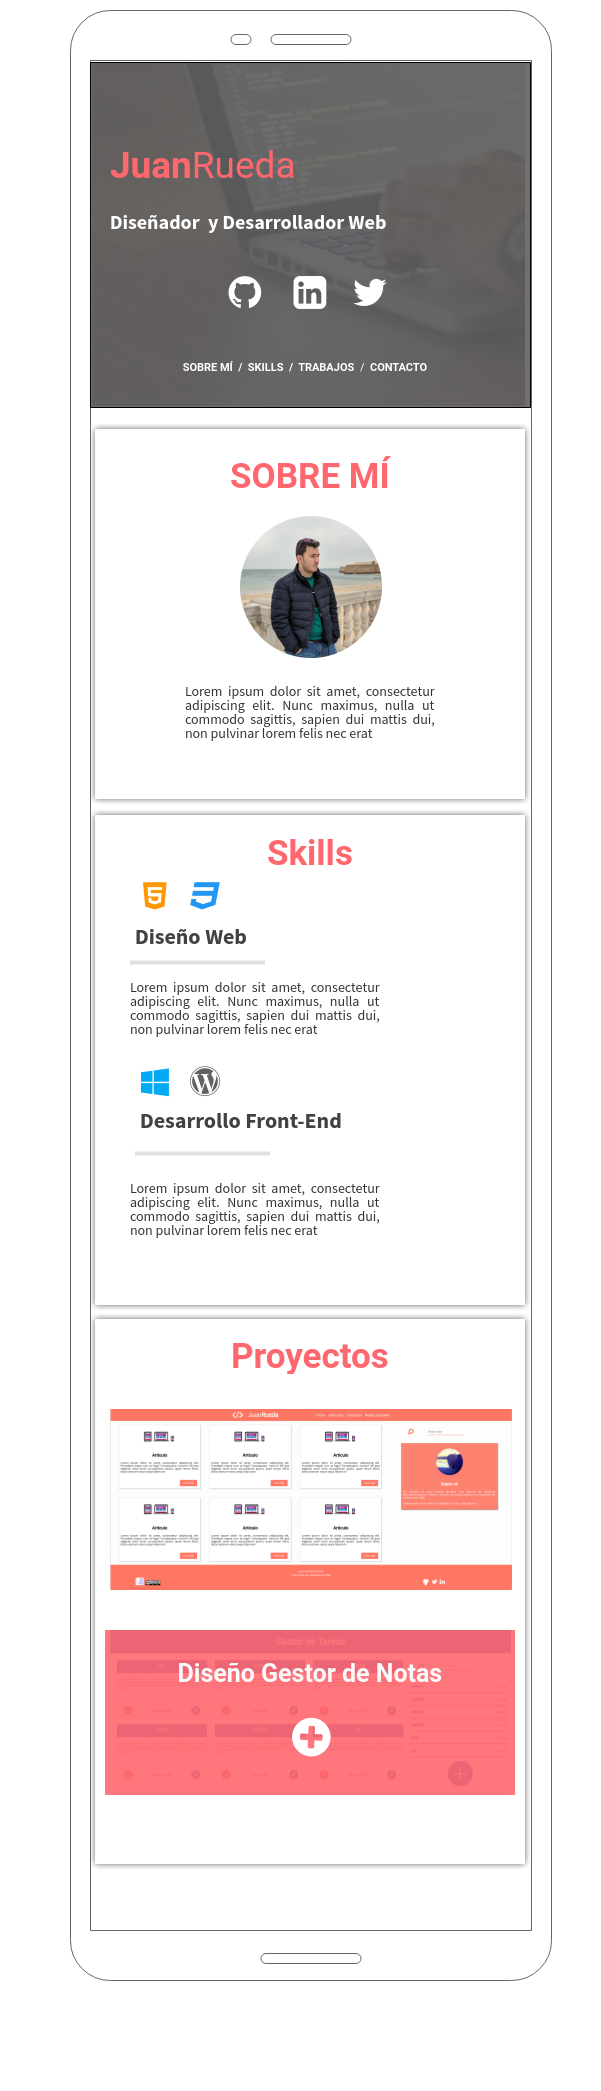 JuanRueda
Diseñador y Desarrollador Web
SOBRE MÍ / SKILLS / TRABAJOS / CONTACTO
SOBRE MÍ
Lorem ipsum dolor sit amet, consectetur
adipiscing elit. Nunc maximus, nulla ut
commodo sagittis, sapien dui mattis dui,
non pulvinar lorem felis nec erat
Skills
Diseño Web
Lorem ipsum dolor sit amet, consectetur
adipiscing elit. Nunc maximus, nulla ut
commodo sagittis, sapien dui mattis dui,
non pulvinar lorem felis nec erat
Desarrollo Front-End
Lorem ipsum dolor sit amet, consectetur
adipiscing elit. Nunc maximus, nulla ut
commodo sagittis, sapien dui mattis dui,
non pulvinar lorem felis nec erat
Proyectos
JuanRueda
Artículo Artículo Artículo
Sobre mí
Artículo Artículo Artículo
Gestor de Tareas
Diseño Gestor de Notas